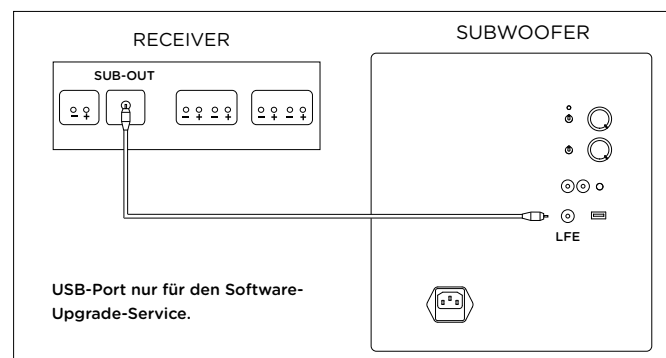 RECEIVER
SUBWOOFER
SUB-OUT
− +
− + − +
− + − +
LFE
USB-Port nur für den Software-
Upgrade-Service.